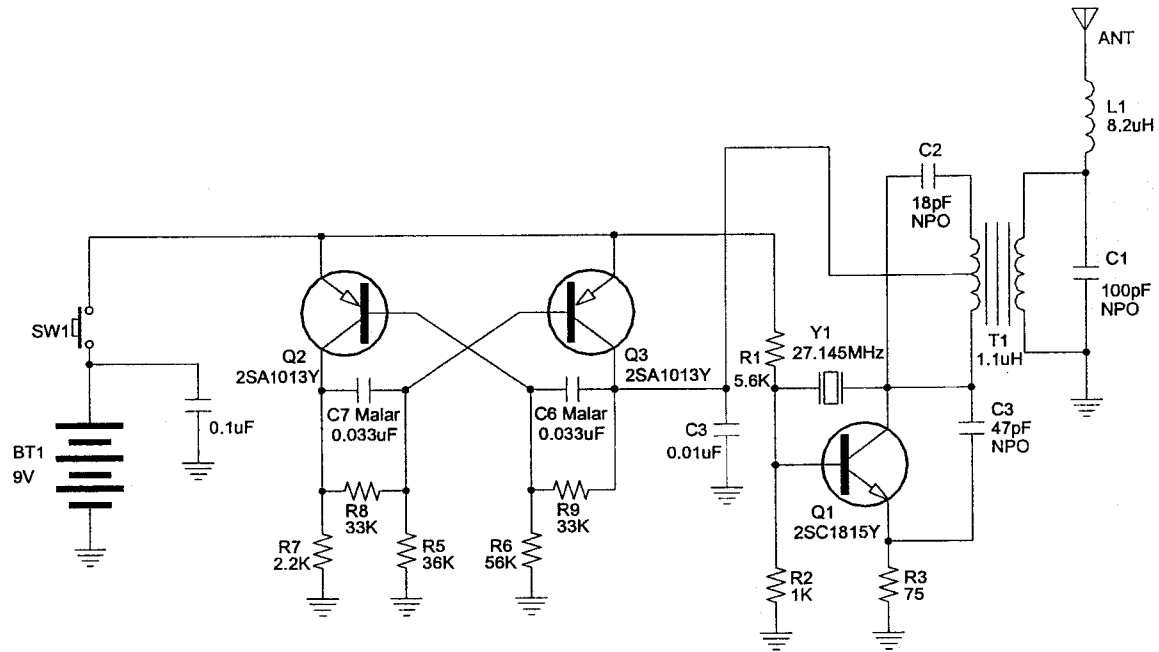 ANT
L1
8.2uH
C2
18pF
NPO
C1
100pF
NPO
T1
1.1uH
SW1
Q2
2SA1013Y
Q3
2SA1013Y
R1
5.6K
Y1
27.145MHz
0.1uF
C7 Malar
0.033uF
C6 Malar
0.033uF
C3
0.01uF
C3
47pF
NPO
BT1
9V
R8
33K
R9
33K
Q1
2SC1815Y
R7
2.2K
R5
36K
R6
56K
R2
1K
R3
75